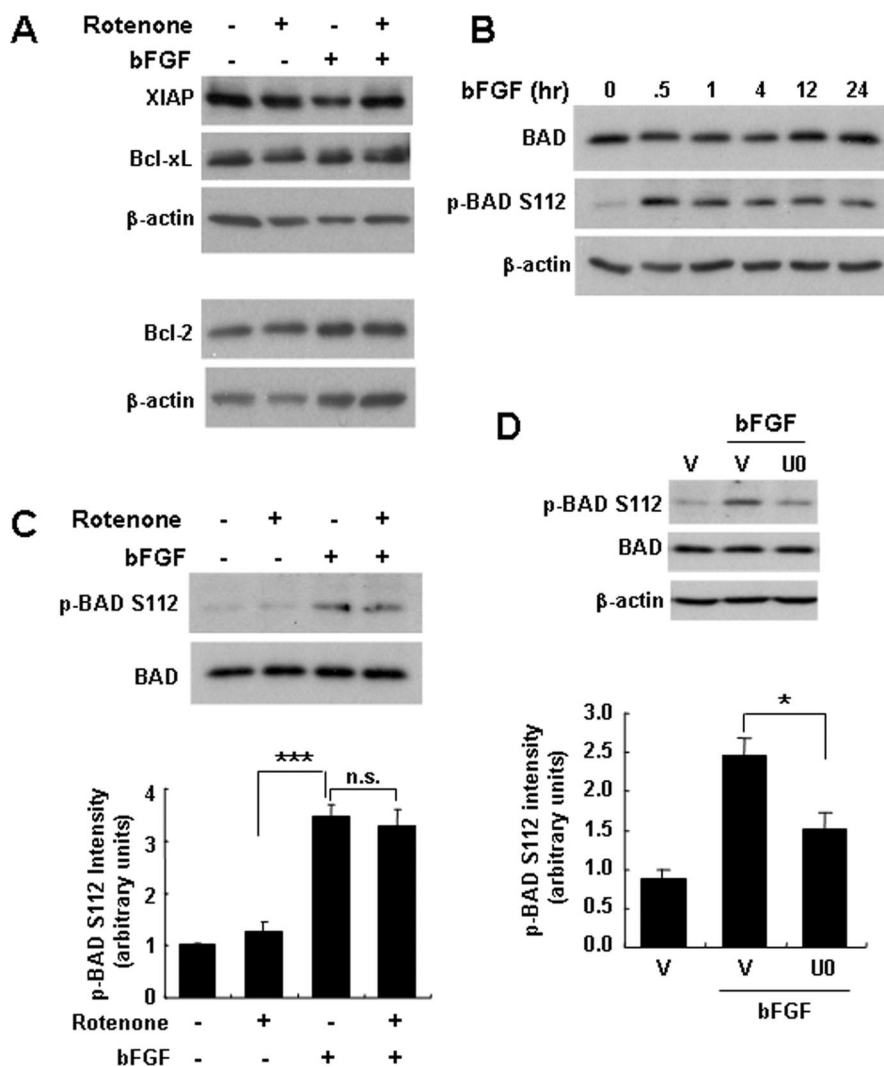 A
Rotenone - + - +
bFGF - - + +
XIAP
Bcl-xL
β-actin
Bcl-2
β-actin
B
bFGF (hr) 0 .5 1 4 12 24
BAD
p-BAD S112
β-actin
C
Rotenone - + - +
bFGF - - + +
p-BAD S112
BAD
p-BAD S112 Intensity
(arbitrary units)
4
3
2
1
0
***
n.s.
Rotenone - + - +
bFGF - - + +
D
bFGF
V V U0
p-BAD S112
BAD
β-actin
p-BAD S112 intensity
(arbitrary units)
3.0
2.5
2.0
1.5
1.0
0.5
0.0
*
V V U0
bFGF